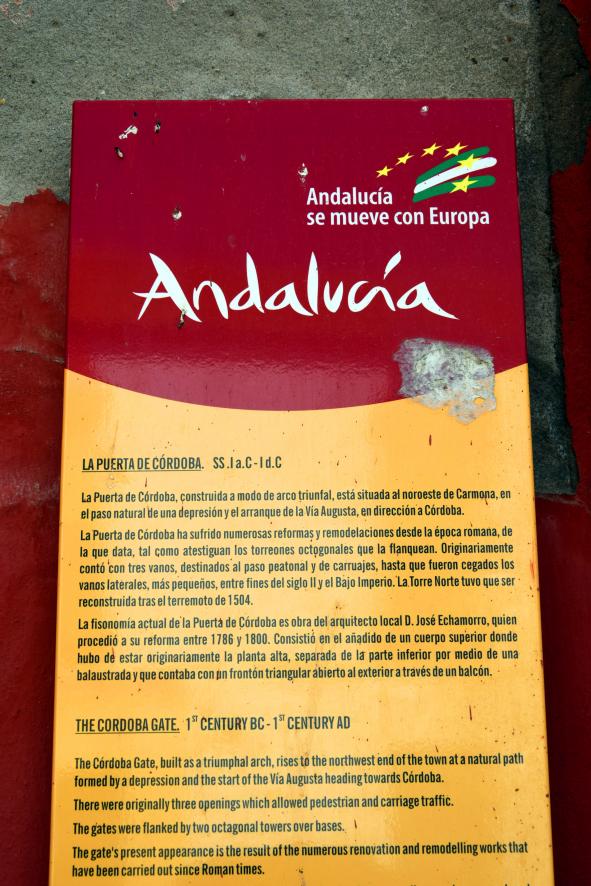 Andalucía
se mueve con Europa
Andalucía
LA PUERTA DE CÓRDOBA. SS.I a.C - I d.C
La Puerta de Córdoba, construida a modo de arco triunfal, está situada al noroeste de Carmona, en
el paso natural de una depresión y el arranque de la Vía Augusta, en dirección a Córdoba.
La Puerta de Córdoba ha sufrido numerosas reformas y remodelaciones desde la época romana, de
la que data, tal como atestiguan los torreones octogonales que la flanquean. Originariamente
contó con tres vanos, destinados al paso peatonal y de carruajes, hasta que fueron cegados los
vanos laterales, más pequeños, entre fines del siglo II y el Bajo Imperio. La Torre Norte tuvo que ser
reconstruida tras el terremoto de 1504.
La fisonomía actual de la Puerta de Córdoba es obra del arquitecto local D. José Echamorro, quien
procedió a su reforma entre 1786 y 1800. Consistió en el añadido de un cuerpo superior donde
hubo de estar originariamente la planta alta, separada de la parte inferior por medio de una
balaustrada y que contaba con un frontón triangular abierto al exterior a través de un balcón.
THE CORDOBA GATE. 1ST CENTURY BC - 1ST CENTURY AD
The Córdoba Gate, built as a triumphal arch, rises to the northwest end of the town at a natural path
formed by a depression and the start of the Vía Augusta heading towards Córdoba.
There were originally three openings which allowed pedestrian and carriage traffic.
The gates were flanked by two octagonal towers over bases.
The gate's present appearance is the result of the numerous renovation and remodelling works that
have been carried out since Roman times.